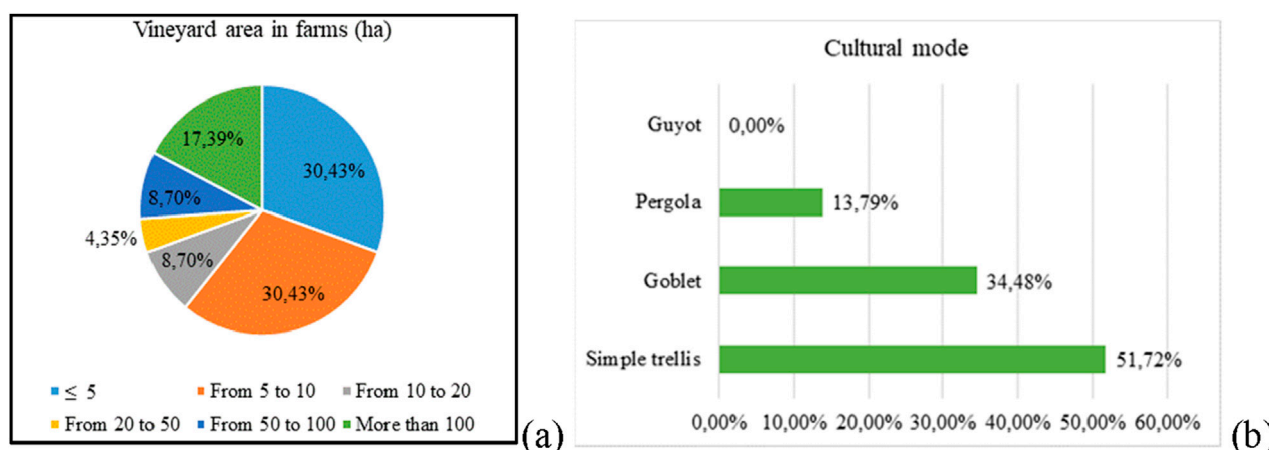 Vineyard area in farms (ha)
17,39%
30,43%
8,70%
4,35%
8,70%
30,43%
≤ 5
From 5 to 10
From 10 to 20
From 20 to 50
From 50 to 100
More than 100
(a)
Cultural mode
Guyot
0,00%
Pergola
13,79%
Goblet
34,48%
Simple trellis
51,72%
0,00% 10,00% 20,00% 30,00% 40,00% 50,00% 60,00%
(b)